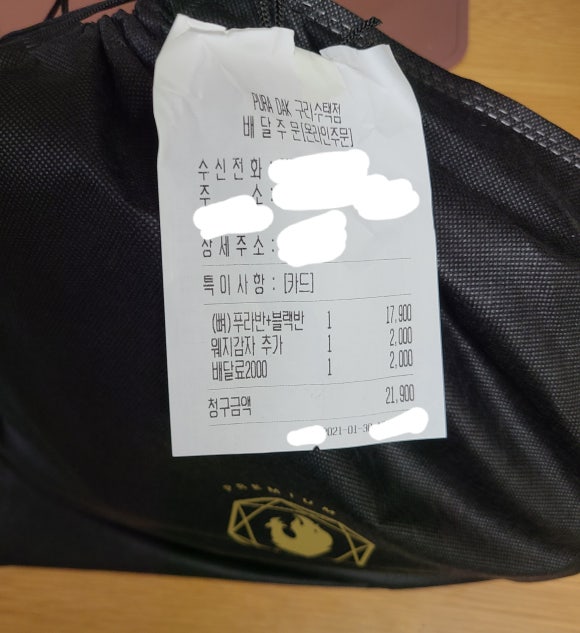 PURA DAK 구리수택점
배 달 주 문[온라인주문]
수 신 전 화 :
주 소 :
상 세 주 소 :
특 이 사 항 : [카드]
(뼈)푸라반+블랙반 1 17,900
웨지감자 추가 1 2,000
배달료2000 1 2,000
청구금액 21,900
2021-01-30
PREMIUM